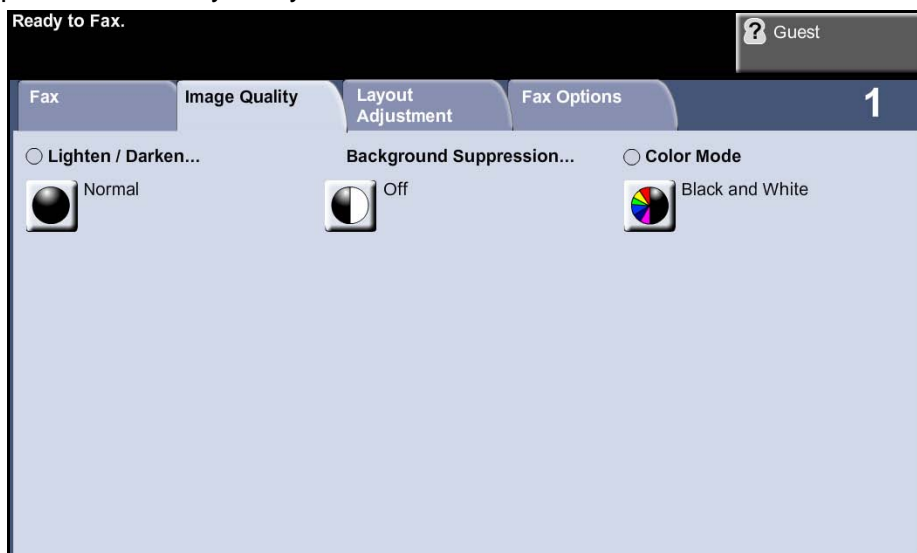 Ready to Fax.
? Guest
Fax
Image Quality
Layout
Adjustment
Fax Options
1
Lighten / Darken...
Background Suppression...
Color Mode
Normal
Off
Black and White